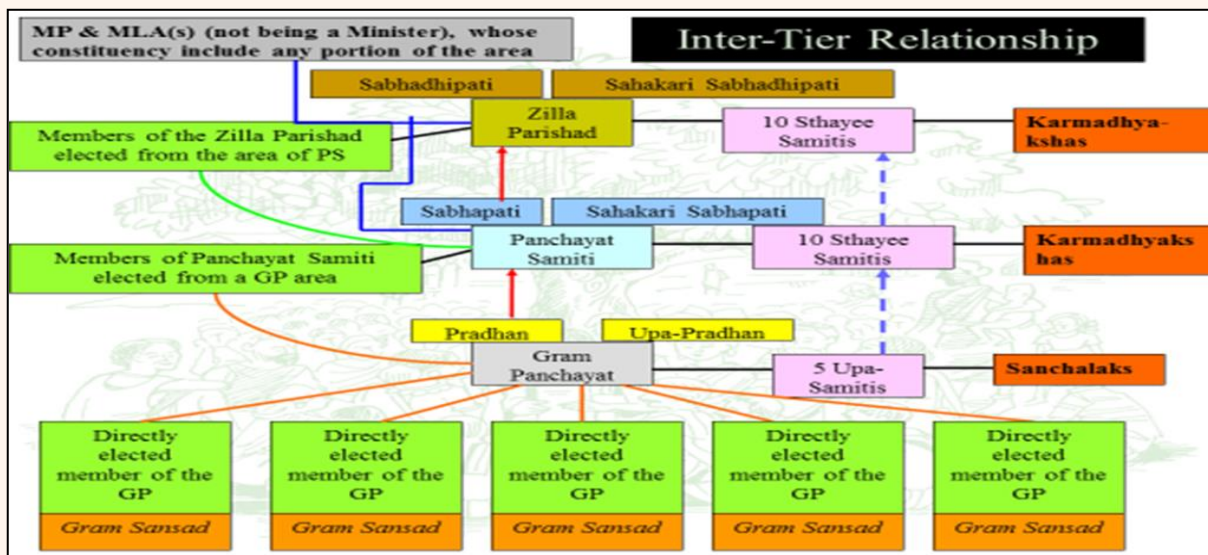 MP & MLA(s) (not being a Minister), whose
constituency include any portion of the area
Inter-Tier Relationship
Sabhadhipati
Sahakari Sabhadhipati
Members of the Zilla Parishad
elected from the area of PS
Zilla
Parishad
10 Sthayee
Samitis
Karmadhya-
kshas
Sabhapati
Sahakari Sabhapati
Members of Panchayat Samiti
elected from a GP area
Panchayat
Samiti
10 Sthayee
Samitis
Karmadhyaks
has
Pradhan
Upa-Pradhan
Gram
Panchayat
5 Upa-
Samitis
Sanchalaks
Directly
elected
member of the
GP
Gram Sansad
Directly
elected
member of the
GP
Gram Sansad
Directly
elected
member of the
GP
Gram Sansad
Directly
elected
member of the
GP
Gram Sansad
Directly
elected
member of the
GP
Gram Sansad